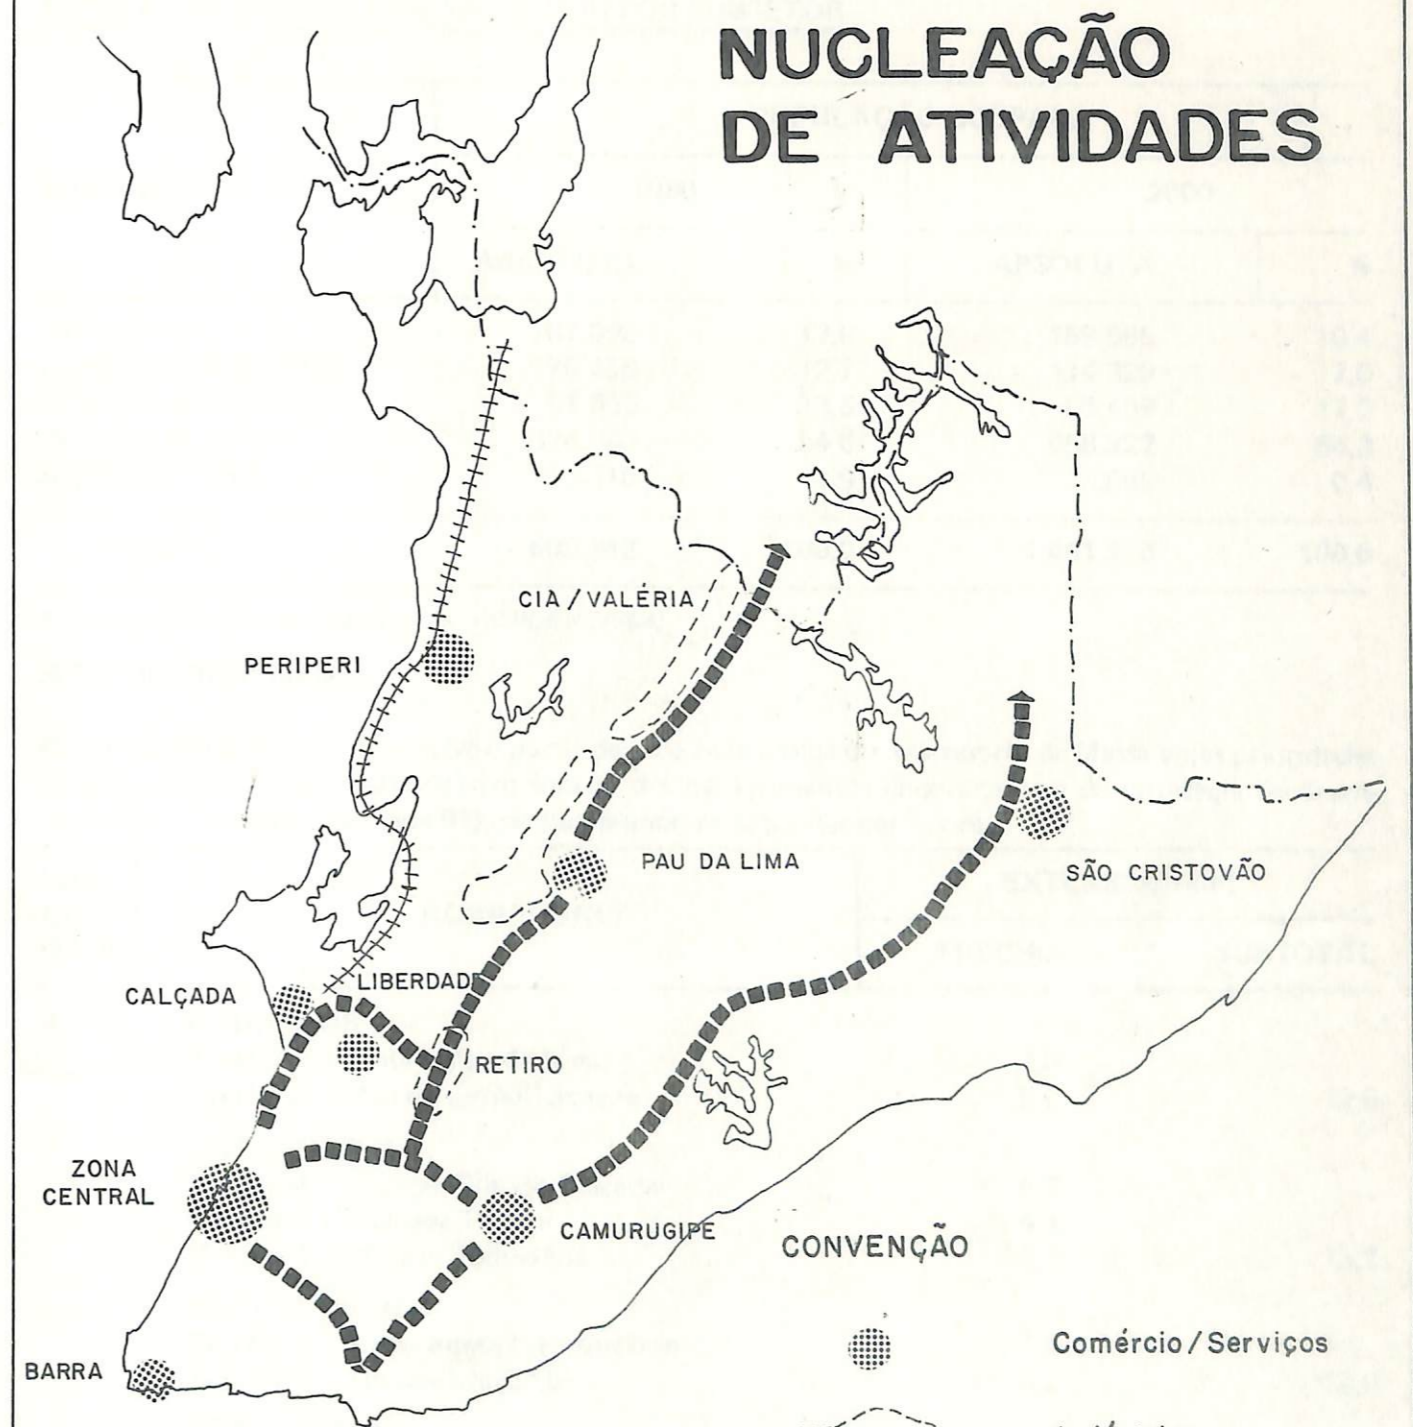 NUCLEAÇÃO
DE ATIVIDADES
CIA/VALÉRIA
PERIPERI
PAU DA LIMA
SÃO CRISTOVÃO
CALÇADA
LIBERDADE
RETIRO
ZONA
CENTRAL
CAMURUGIPE
CONVENÇÃO
Comércio/Serviços
BARRA